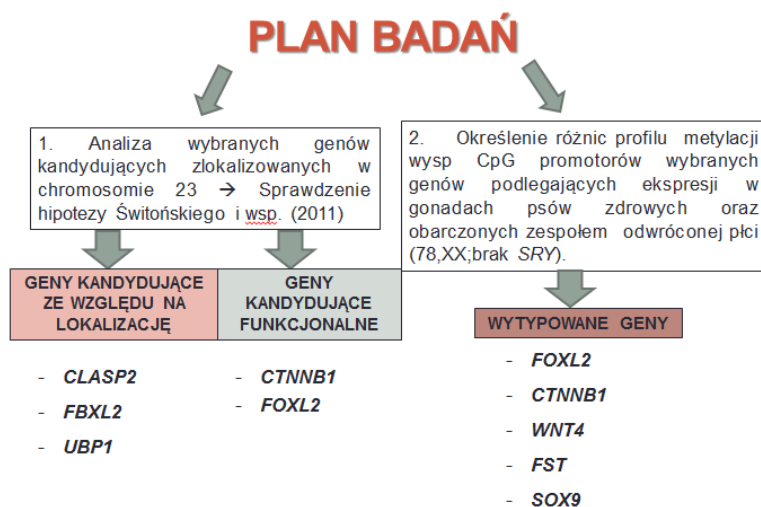 PLAN BADAŃ
1. Analiza wybranych genów
kandydujących zlokalizowanych w
chromosomie 23 → Sprawdzenie
hipotezy Świtońskiego i wsp. (2011)
2. Określenie różnic profilu metylacji
wysp CpG promotorów wybranych
genów podlegających ekspresji w
gonadach psów zdrowych oraz
obarczonych zespołem odwróconej płci
(78,XX;brak SRY).
GENY KANDYDUJĄCE
ZE WZGLĘDU NA
LOKALIZACJĘ
- CLASP2
- FBXL2
- UBP1
GENY
KANDYDUJĄCE
FUNKCJONALNE
- CTNNB1
- FOXL2
WYTYPOWANE GENY
- FOXL2
- CTNNB1
- WNT4
- FST
- SOX9